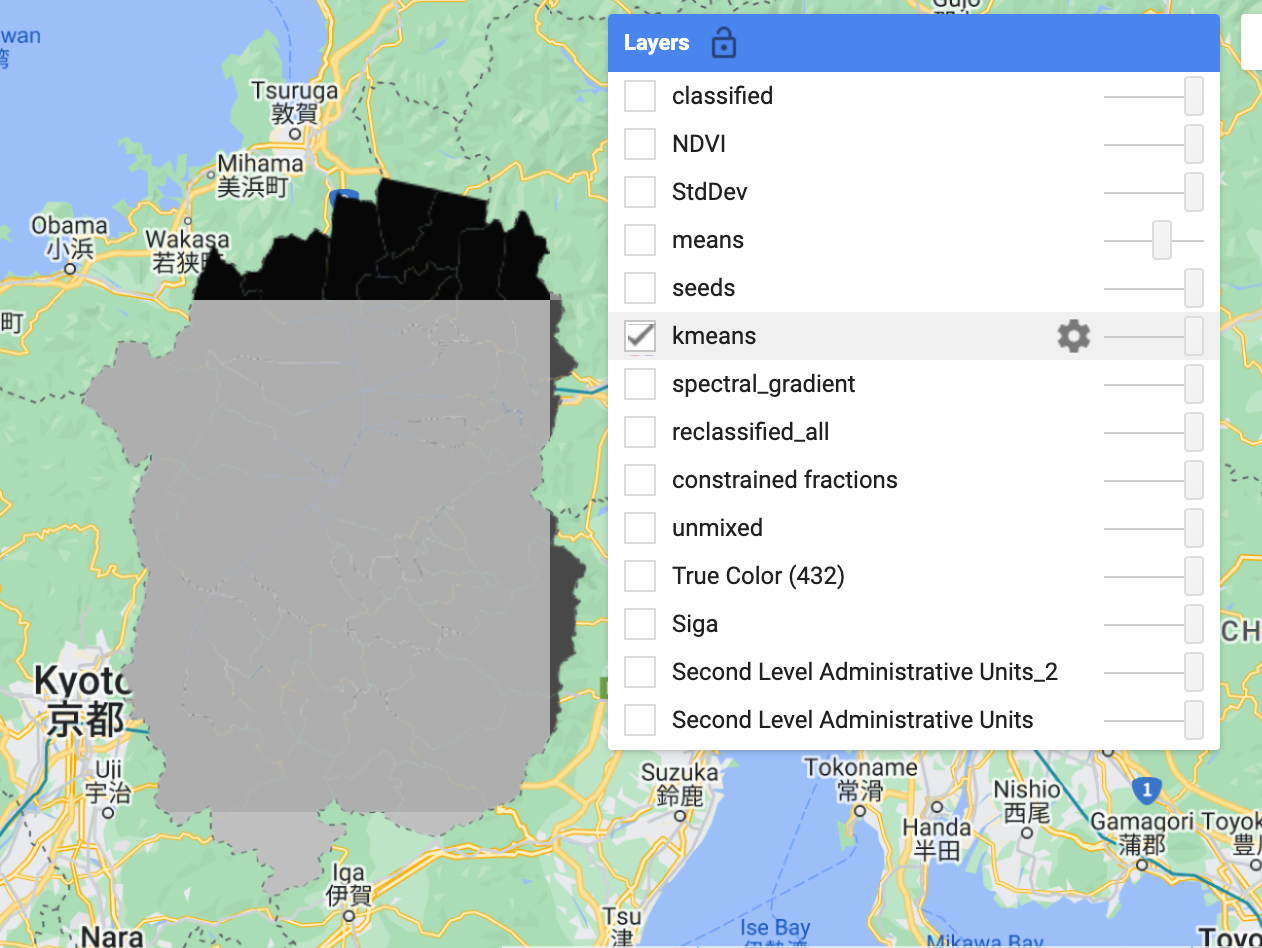 Gujo
wan
湾
Tsuruga
敦賀
Mihama
美浜町
Obama
小浜
Wakasa
若狭
町
Kyoto
京都
Uji
宇治
Iga
伊賀
Nara
Layers
classified
NDVI
StdDev
means
seeds
kmeans
spectral_gradient
reclassified_all
constrained fractions
unmixed
True Color (432)
Siga
Second Level Administrative Units_2
Second Level Administrative Units
CH
Suzuka
鈴鹿
Tokoname
常滑
Nishio
西尾
1
Handa
半田
Gamagori
蒲郡
Toyok
豊
Tsu
津
Ise Bay
伊勢湾
Mikawa Bay
Toyo